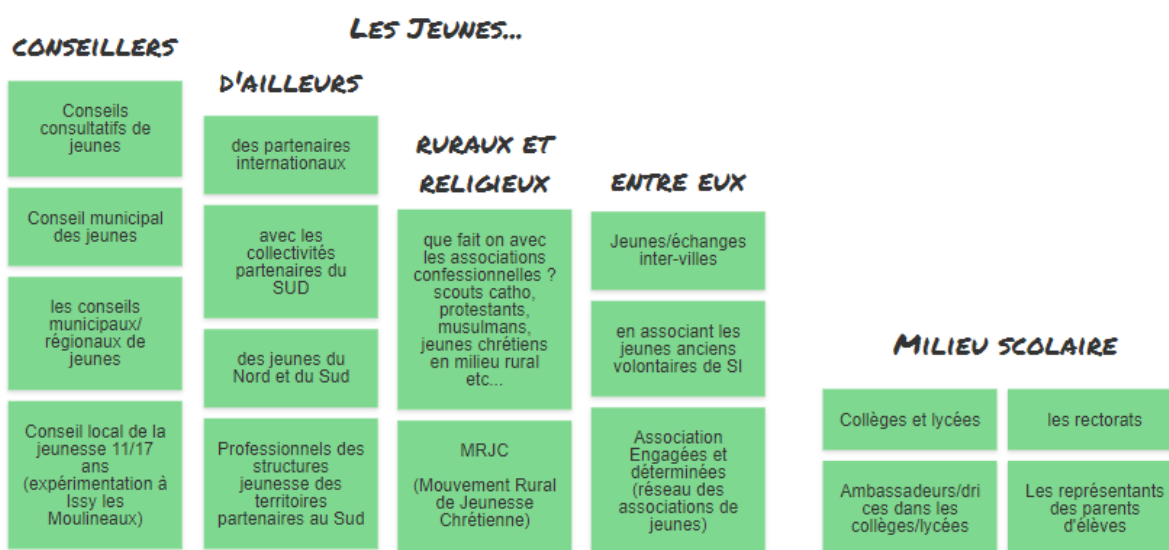 LES JEUNES...
CONSEILLERS
Conseils
consultatifs de
jeunes
Conseil municipal
des jeunes
les conseils
municipaux/
régionaux de
jeunes
Conseil local de la
jeunesse 11/17
ans
(expérimentation à
Issy les
Moulineaux)
D'AILLEURS
des partenaires
internationaux
avec les
collectivités
partenaires du
SUD
des jeunes du
Nord et du Sud
Professionnels des
structures
jeunesse des
territoires
partenaires au Sud
RURAUX ET
RELIGIEUX
que fait on avec
les associations
confessionnelles ?
scouts catho,
protestants,
musulmans,
jeunes chrétiens
en milieu rural
etc...
MRJC
(Mouvement Rural
de Jeunesse
Chrétienne)
ENTRE EUX
Jeunes/échanges
inter-villes
en associant les
jeunes anciens
volontaires de SI
Association
Engagées et
déterminées
(réseau des
associations de
jeunes)
MILIEU SCOLAIRE
Collèges et lycées
les rectorats
Ambassadeurs/dri
ces dans les
collèges/lycées
Les représentants
des parents
d'élèves